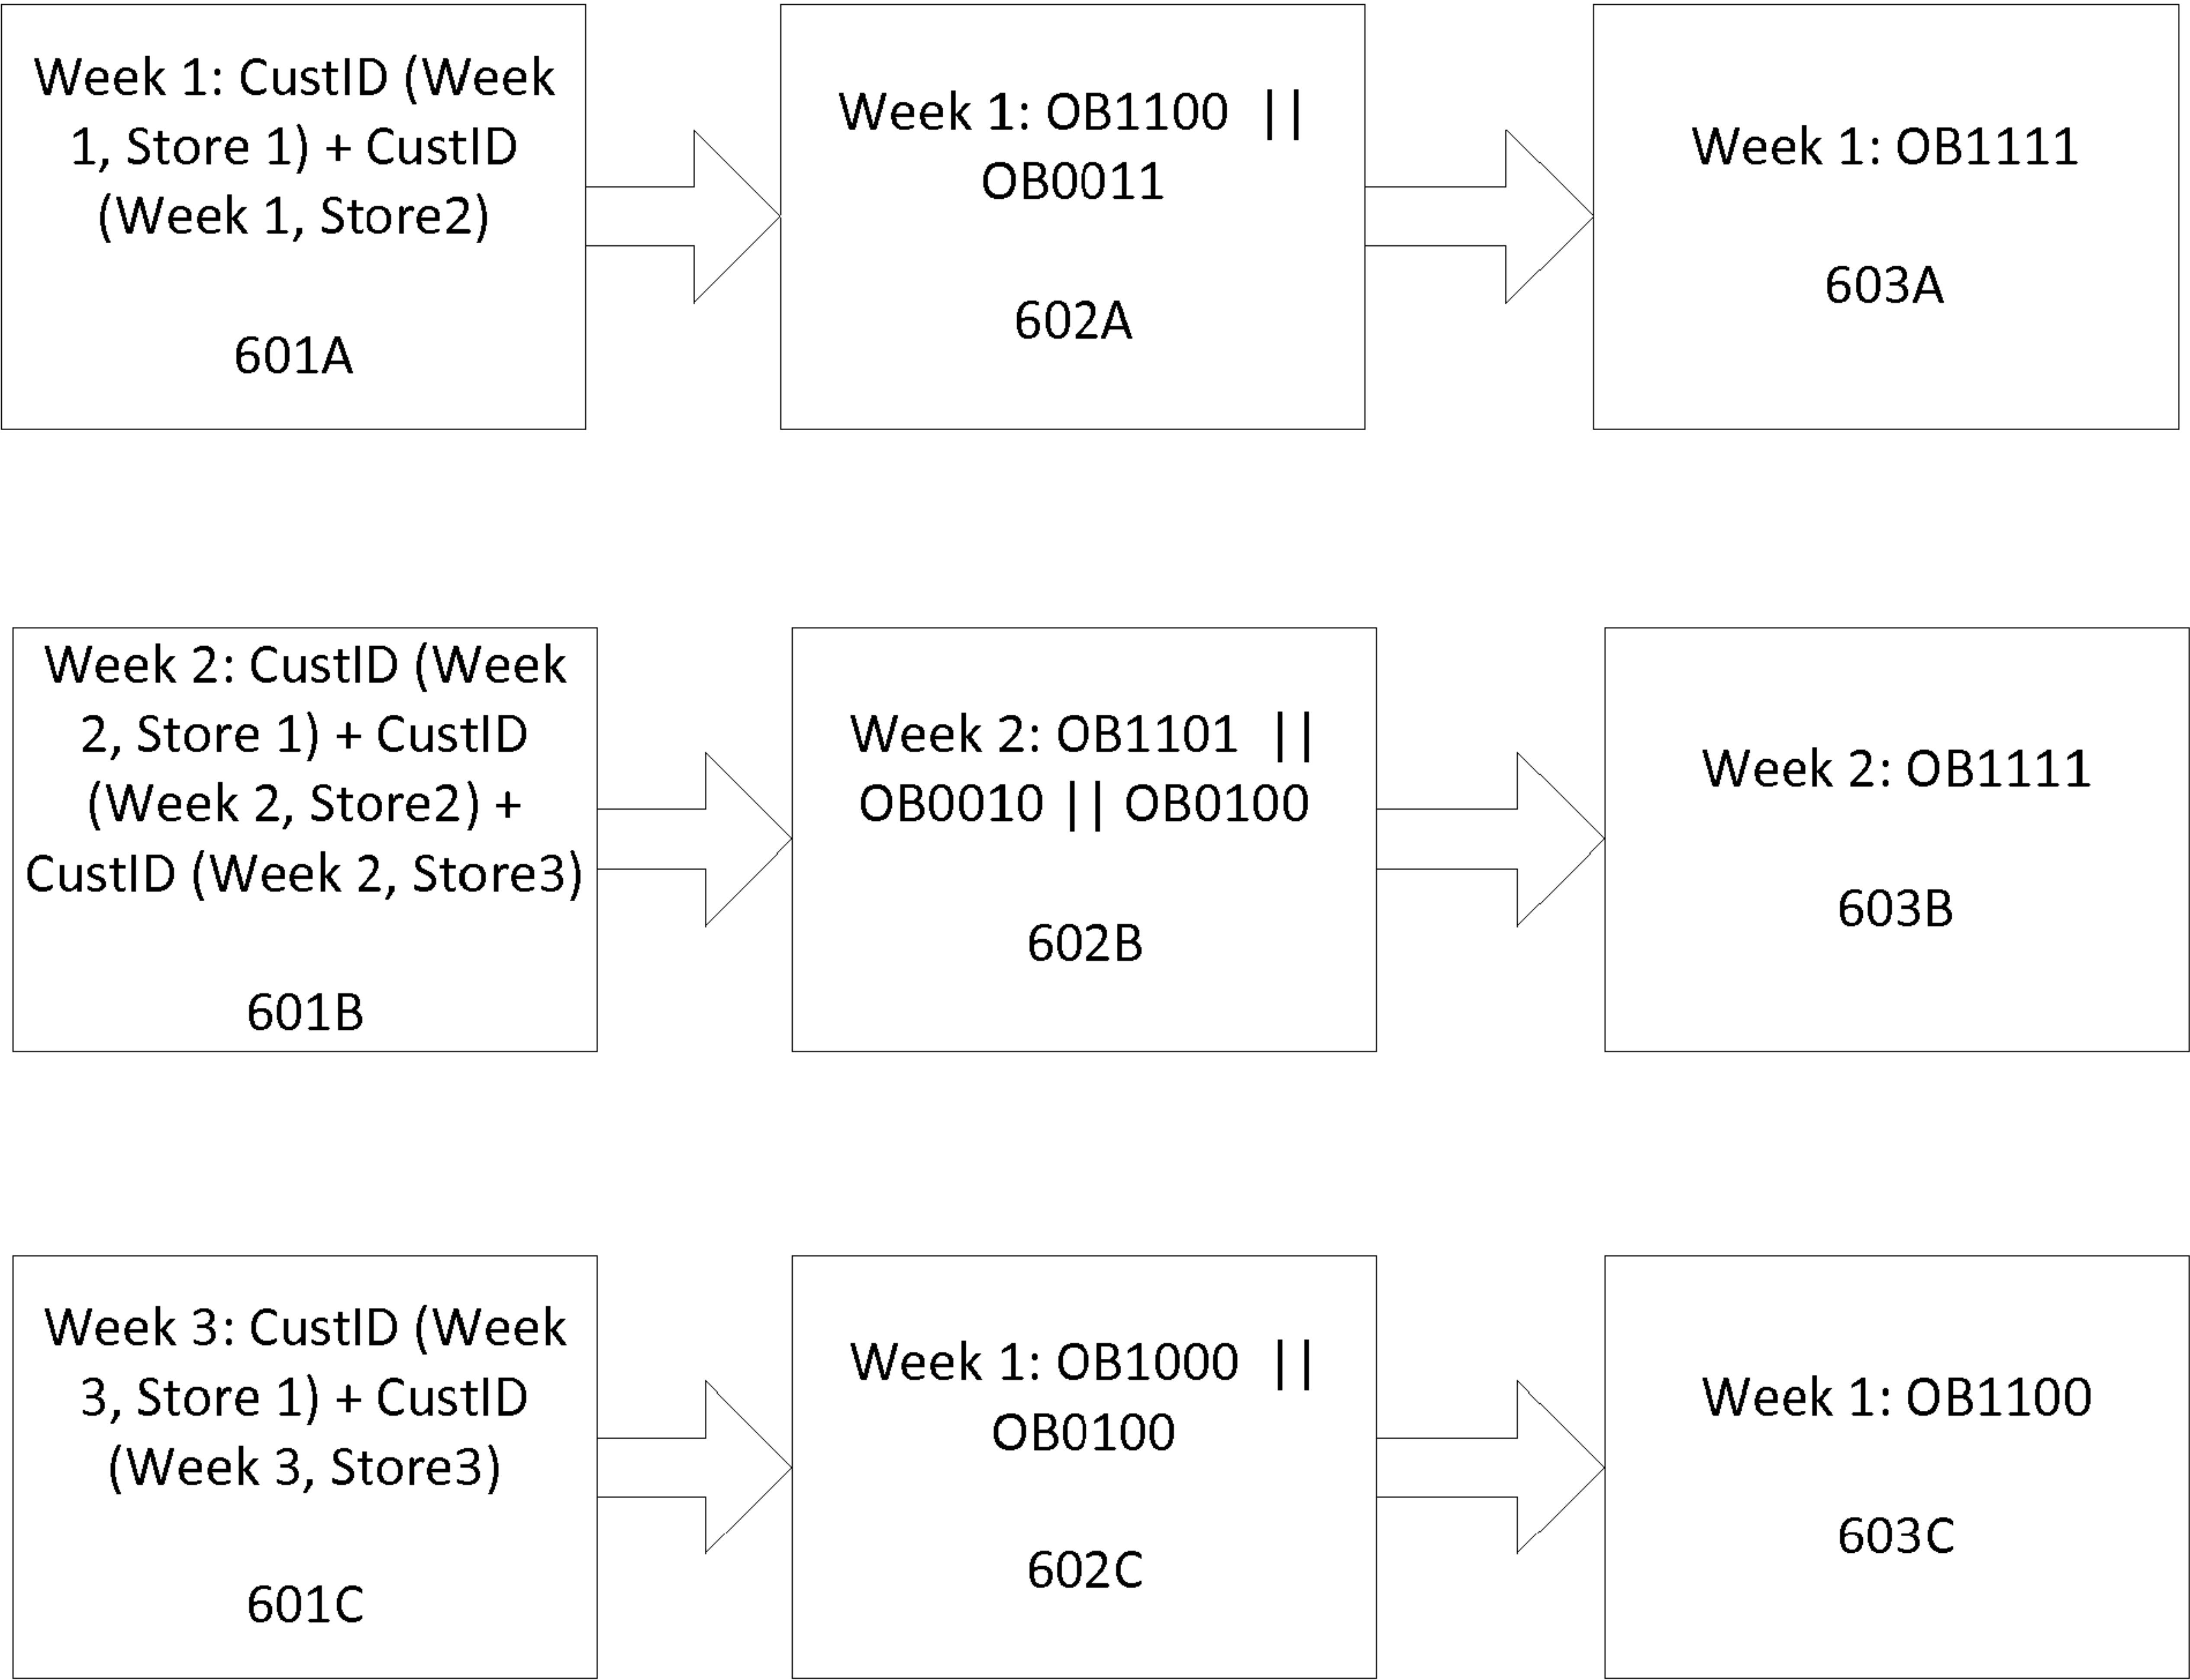 Week 1: CustID (Week
1, Store 1) + CustID
(Week 1, Store2)
601A
Week 1: OB1100 ||
OB0011
602A
Week 1: OB1111
603A
Week 2: CustID (Week
2, Store 1) + CustID
(Week 2, Store2) +
CustID (Week 2, Store3)
601B
Week 2: OB1101 ||
OB0010 || OB0100
602B
Week 2: OB1111
603B
Week 3: CustID (Week
3, Store 1) + CustID
(Week 3, Store3)
601C
Week 1: OB1000 ||
OB0100
602C
Week 1: OB1100
603C